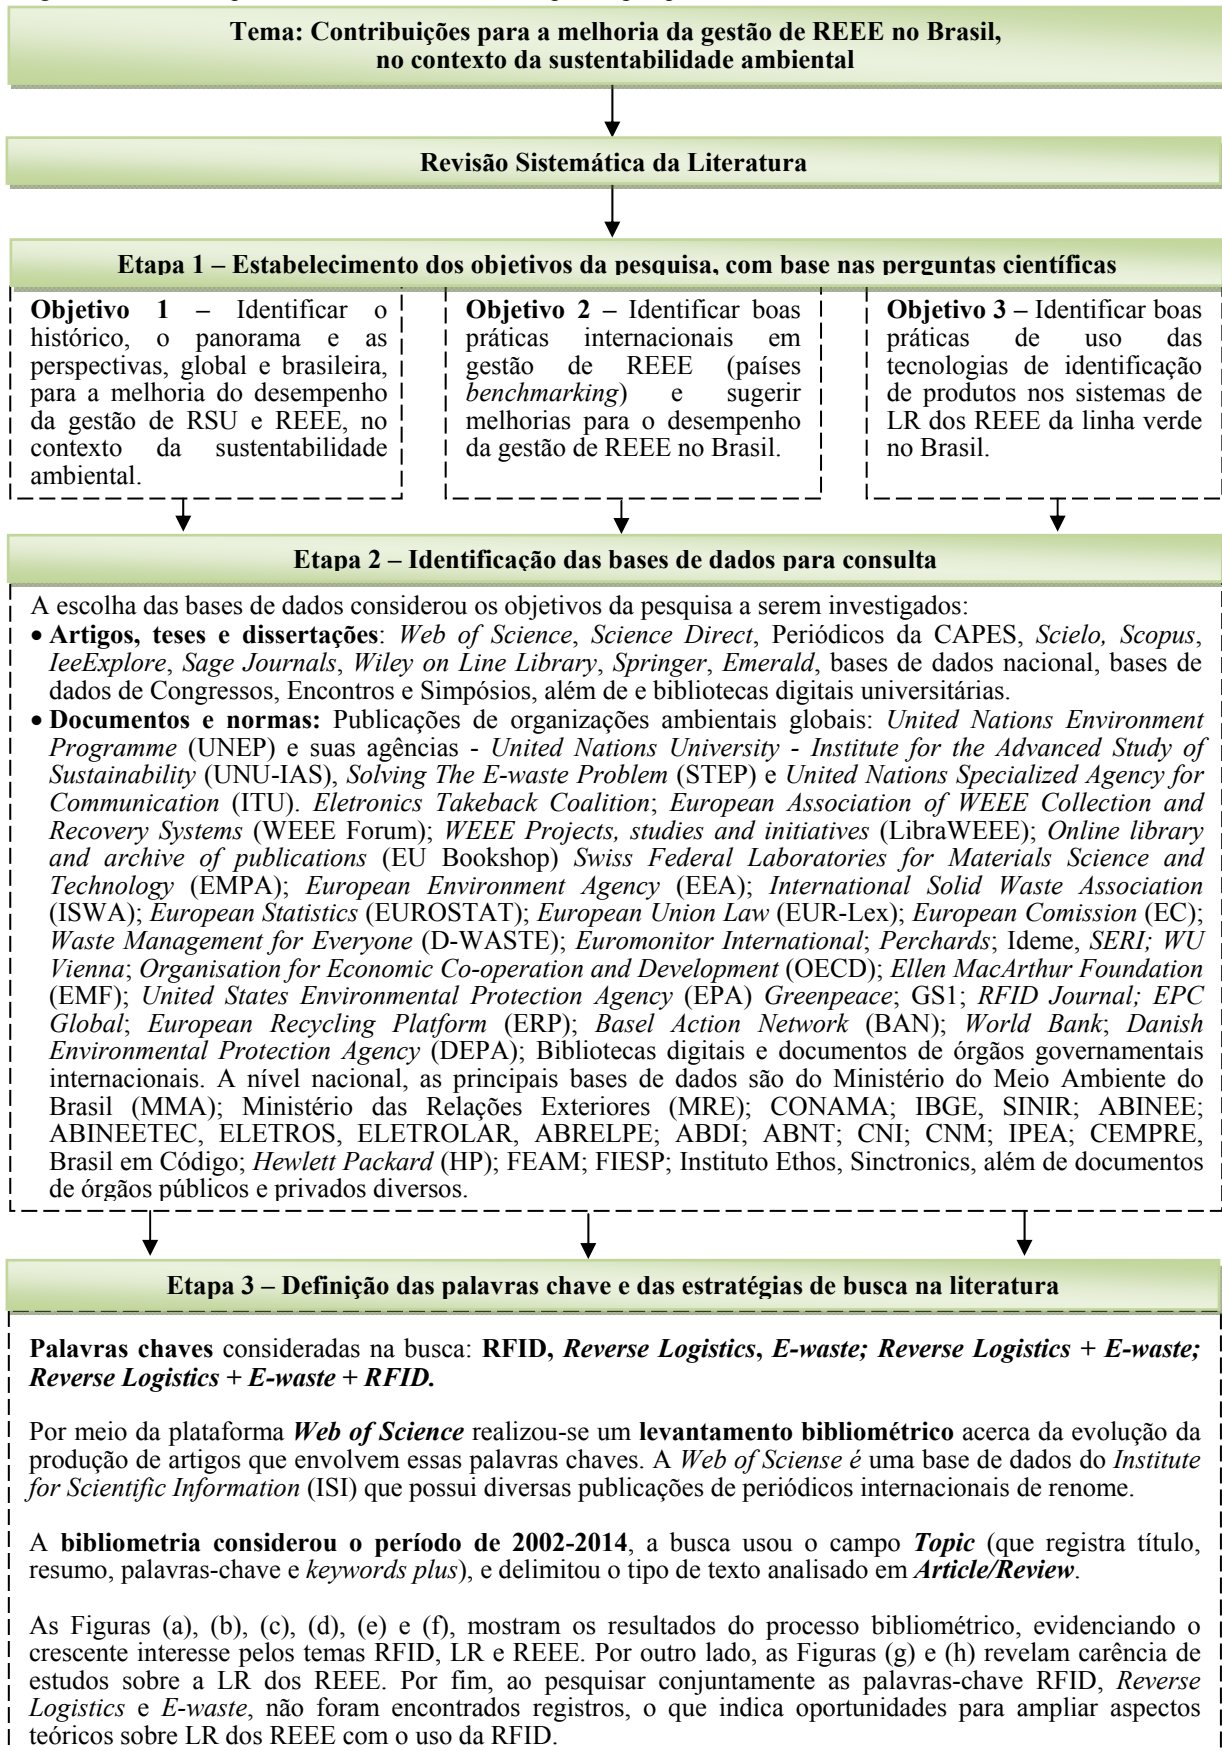 Tema: Contribuições para a melhoria da gestão de REEE no Brasil,
no contexto da sustentabilidade ambiental
Revisão Sistemática da Literatura
Etapa 1 – Estabelecimento dos objetivos da pesquisa, com base nas perguntas científicas
Objetivo 1 – Identificar o
histórico, o panorama e as
perspectivas, global e brasileira,
para a melhoria do desempenho
da gestão de RSU e REEE, no
contexto da sustentabilidade
ambiental.
Objetivo 2 – Identificar boas
práticas internacionais em
gestão de REEE (países
benchmarking) e sugerir
melhorias para o desempenho
da gestão de REEE no Brasil.
Objetivo 3 – Identificar boas
práticas de uso das
tecnologias de identificação
de produtos nos sistemas de
LR dos REEE da linha verde
no Brasil.
Etapa 2 – Identificação das bases de dados para consulta
A escolha das bases de dados considerou os objetivos da pesquisa a serem investigados:
• Artigos, teses e dissertações: Web of Science, Science Direct, Periódicos da CAPES, Scielo, Scopus,
IeeExplore, Sage Journals, Wiley on Line Library, Springer, Emerald, bases de dados nacional, bases de
dados de Congressos, Encontros e Simpósios, além de e bibliotecas digitais universitárias.
• Documentos e normas: Publicações de organizações ambientais globais: United Nations Environment
Programme (UNEP) e suas agências - United Nations University - Institute for the Advanced Study of
Sustainability (UNU-IAS), Solving The E-waste Problem (STEP) e United Nations Specialized Agency for
Communication (ITU). Eletronics Takeback Coalition; European Association of WEEE Collection and
Recovery Systems (WEEE Forum); WEEE Projects, studies and initiatives (LibraWEEE); Online library
and archive of publications (EU Bookshop) Swiss Federal Laboratories for Materials Science and
Technology (EMPA); European Environment Agency (EEA); International Solid Waste Association
(ISWA); European Statistics (EUROSTAT); European Union Law (EUR-Lex); European Comission (EC);
Waste Management for Everyone (D-WASTE); Euromonitor International; Perchards; Ideme, SERI; WU
Vienna; Organisation for Economic Co-operation and Development (OECD); Ellen MacArthur Foundation
(EMF); United States Environmental Protection Agency (EPA) Greenpeace; GS1; RFID Journal; EPC
Global; European Recycling Platform (ERP); Basel Action Network (BAN); World Bank; Danish
Environmental Protection Agency (DEPA); Bibliotecas digitais e documentos de órgãos governamentais
internacionais. A nível nacional, as principais bases de dados são do Ministério do Meio Ambiente do
Brasil (MMA); Ministério das Relações Exteriores (MRE); CONAMA; IBGE, SINIR; ABINEE;
ABINEETEC, ELETROS, ELETROLAR, ABRELPE; ABDI; ABNT; CNI; CNM; IPEA; CEMPRE,
Brasil em Código; Hewlett Packard (HP); FEAM; FIESP; Instituto Ethos, Sinctronics, além de documentos
de órgãos públicos e privados diversos.
Etapa 3 – Definição das palavras chave e das estratégias de busca na literatura
Palavras chaves consideradas na busca: RFID, Reverse Logistics, E-waste; Reverse Logistics + E-waste;
Reverse Logistics + E-waste + RFID.
Por meio da plataforma Web of Science realizou-se um levantamento bibliométrico acerca da evolução da
produção de artigos que envolvem essas palavras chaves. A Web of Sciense é uma base de dados do Institute
for Scientific Information (ISI) que possui diversas publicações de periódicos internacionais de renome.
A bibliometria considerou o período de 2002-2014, a busca usou o campo Topic (que registra título,
resumo, palavras-chave e keywords plus), e delimitou o tipo de texto analisado em Article/Review.
As Figuras (a), (b), (c), (d), (e) e (f), mostram os resultados do processo bibliométrico, evidenciando o
crescente interesse pelos temas RFID, LR e REEE. Por outro lado, as Figuras (g) e (h) revelam carência de
estudos sobre a LR dos REEE. Por fim, ao pesquisar conjuntamente as palavras-chave RFID, Reverse
Logistics e E-waste, não foram encontrados registros, o que indica oportunidades para ampliar aspectos
teóricos sobre LR dos REEE com o uso da RFID.